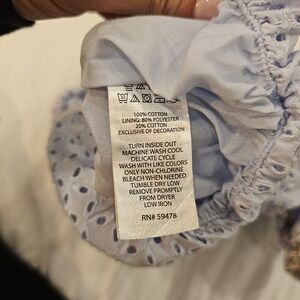 100% COTTON
LINING: 80% POLYESTER
20% COTTON
EXCLUSIVE OF DECORATION
TURN INSIDE OUT
MACHINE WASH COOL
DELICATE CYCLE
WASH WITH LIKE COLORS
ONLY NON-CHLORINE
BLEACH WHEN NEEDED
TUMBLE DRY LOW
REMOVE PROMPTLY
FROM DRYER
LOW IRON
RN# 59478